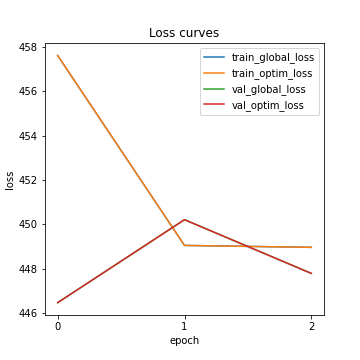 Loss curves
458
456
454
452
450
448
446
loss
train_global_loss
train_optim_loss
val_global_loss
val_optim_loss
0 1 2
epoch